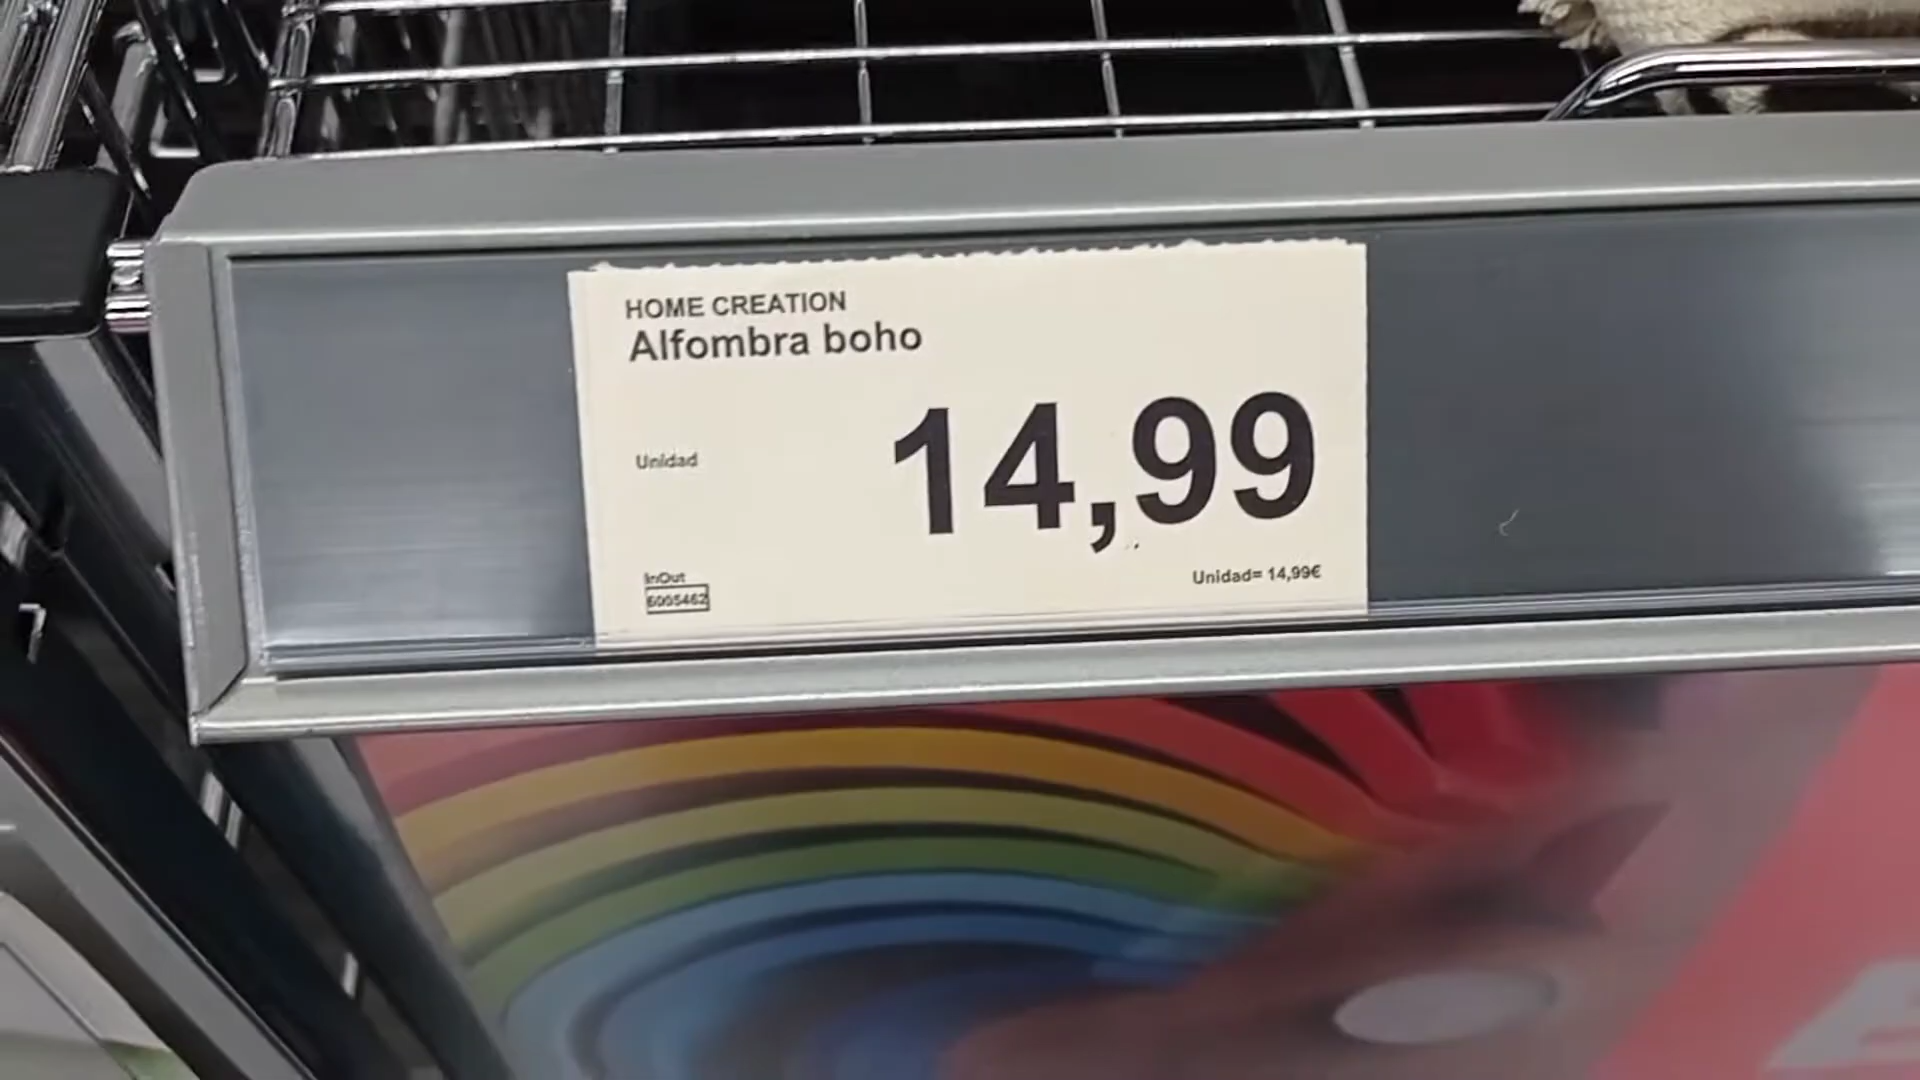 HOME CREATION
Alfombra boho
14,99
Unidad
InOut
6005462
Unidad= 14,99€